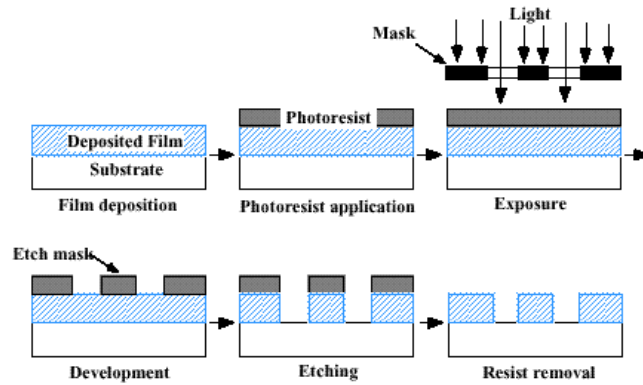 Light
Mask
Photoresist
Deposited Film
Substrate
Film deposition
Photoresist application
Exposure
Etch mask
Development
Etching
Resist removal